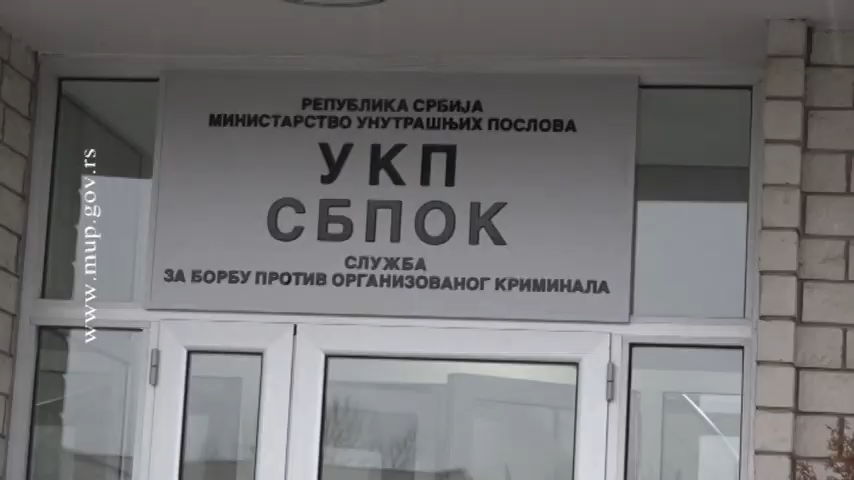 РЕПУБЛИКА СРБИЈА
МИНИСТАРСТВО УНУТРАШЊИХ ПОСЛОВА
УКП
СБПОК
СЛУЖБА
ЗА БОРБУ ПРОТИВ ОРГАНИЗОВАНОГ КРИМИНАЛА
www.mup.gov.rs